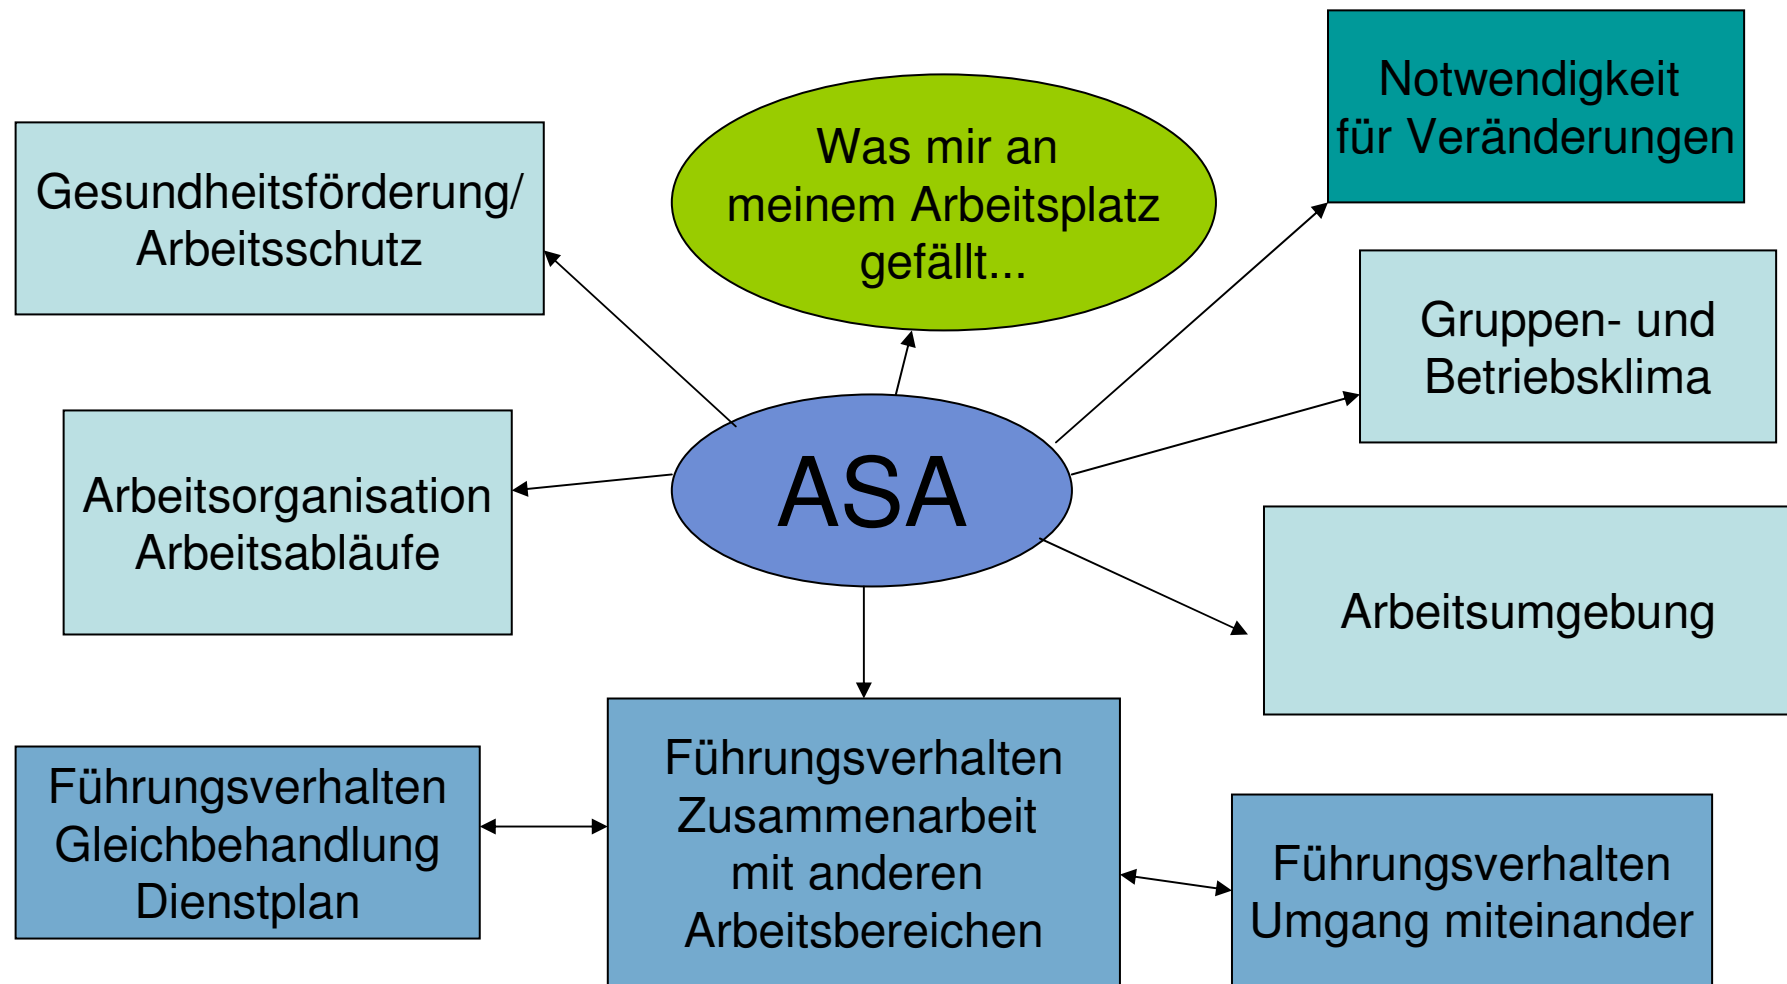 Notwendigkeit
für Veränderungen
Was mir an
meinem Arbeitsplatz
gefällt...
Gesundheitsförderung/
Arbeitsschutz
Gruppen- und
Betriebsklima
ASA
Arbeitsorganisation
Arbeitsabläufe
Arbeitsumgebung
Führungsverhalten
Gleichbehandlung
Dienstplan
Führungsverhalten
Zusammenarbeit
mit anderen
Arbeitsbereichen
Führungsverhalten
Umgang miteinander